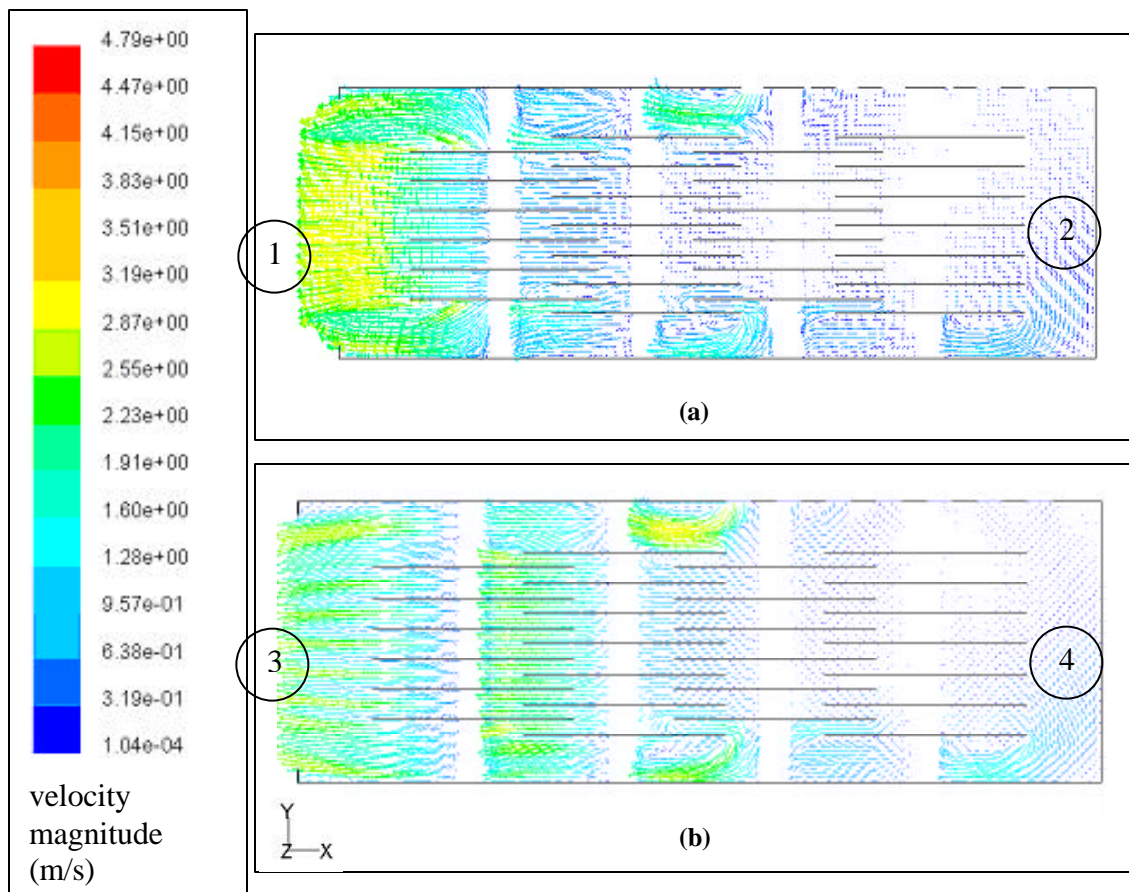 4.79e+00
4.47e+00
4.15e+00
3.83e+00
3.51e+00
3.19e+00
2.87e+00
2.55e+00
2.23e+00
1.91e+00
1.60e+00
1.28e+00
9.57e-01
6.38e-01
3.19e-01
1.04e-04
velocity
magnitude
(m/s)
1
2
(a)
3
4
(b)
Y
Z X